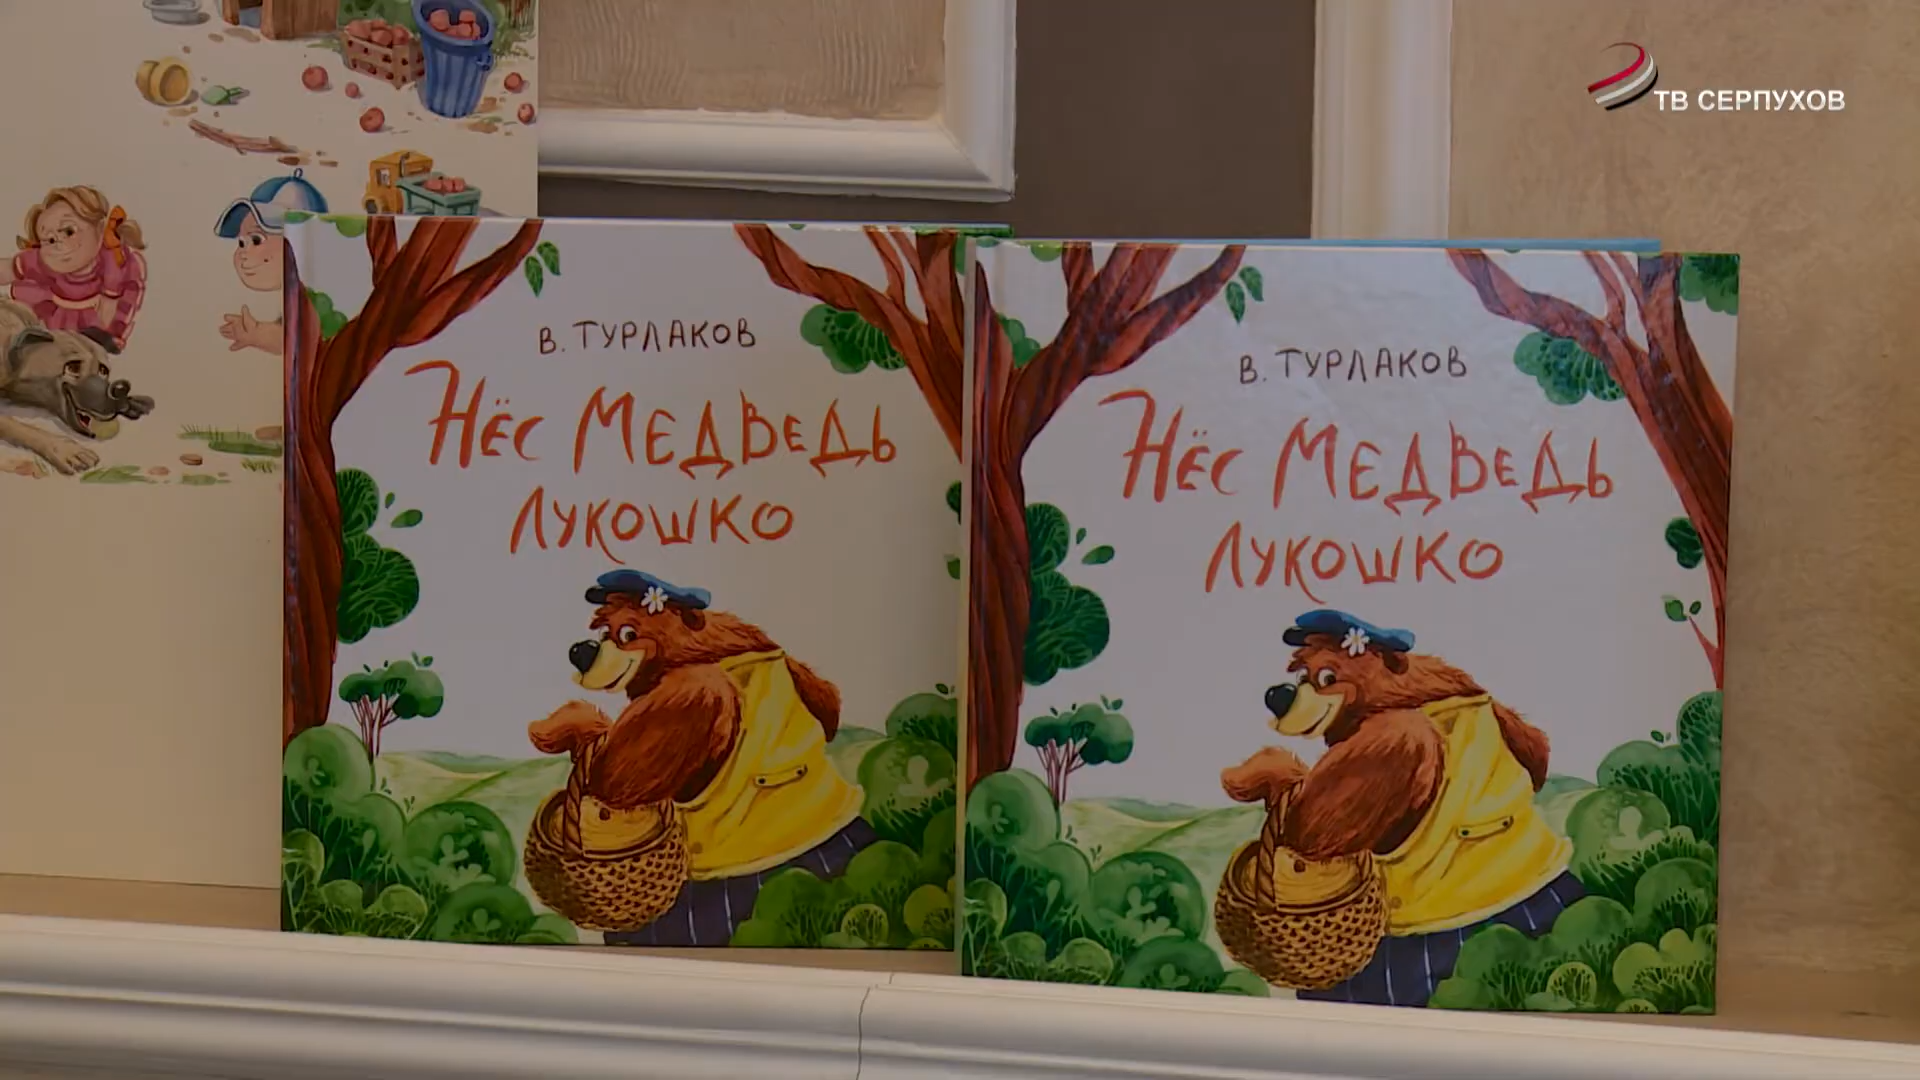 ТВ СЕРПУХОВ
В. ТУРЛАКОВ
НЁС МЕДВЕДЬ
ЛУКОШКО
В. ТУРЛАКОВ
НЁС МЕДВЕДЬ
ЛУКОШКО